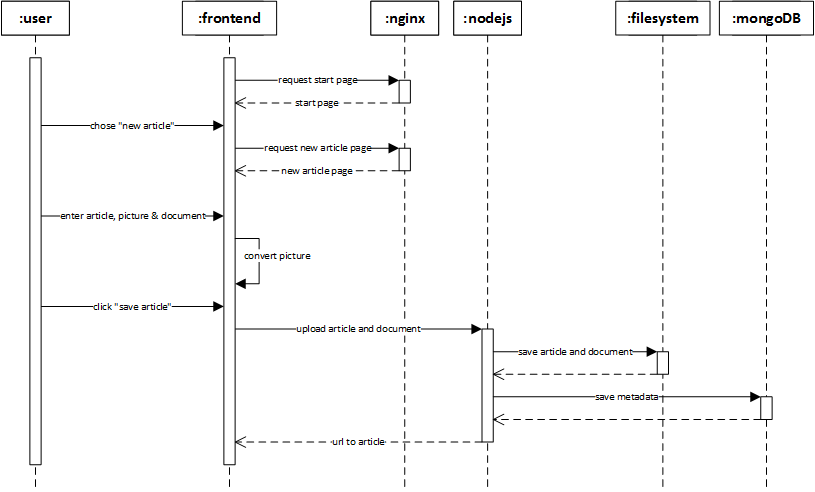 :user
:frontend
:nginx
:nodejs
:filesystem
:mongoDB
request start page
start page
chose "new article"
request new article page
new article page
enter article, picture & document
convert picture
click "save article"
upload article and document
save article and document
save metadata
url to article